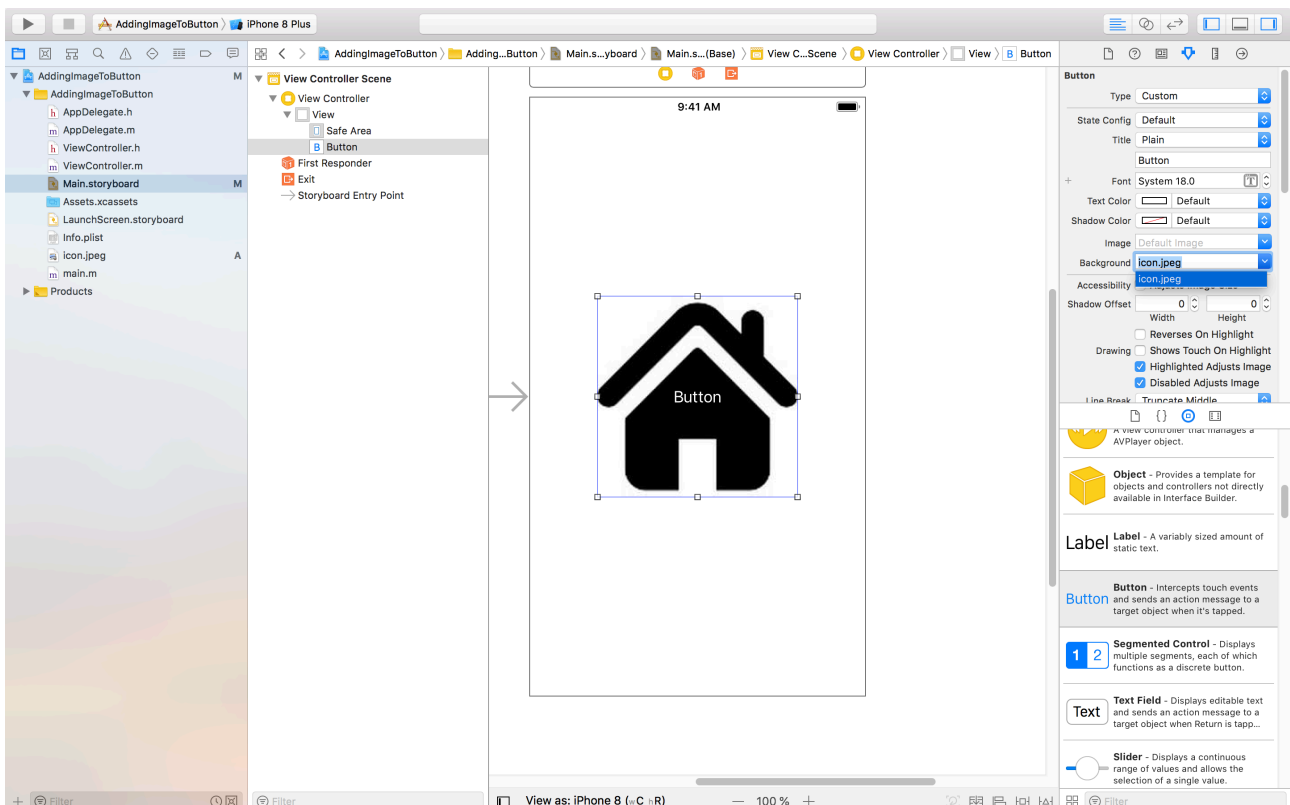 AddingImageToButton
iPhone 8 Plus
AddingImageToButton
Adding...Button
Main.s...yboard
Main.s...(Base)
View C...Scene
View Controller
View
B Button
AddingImageToButton M
AddingImageToButton
h AppDelegate.h
m AppDelegate.m
h ViewController.h
m ViewController.m
Main.storyboard M
Assets.xcassets
LaunchScreen.storyboard
Info.plist
icon.jpeg A
m main.m
Products
Filter
View Controller Scene
View Controller
View
Safe Area
B Button
First Responder
Exit
Storyboard Entry Point
Filter
9:41 AM
Button
View as: iPhone 8 (wC hR)
100 %
Button
Type Custom
State Config Default
Title Plain
Button
Font System 18.0 T
Text Color Default
Shadow Color Default
Image Default Image
Background icon.jpeg
icon.jpeg
Accessibility
Shadow Offset 0 0
Width Height
Reverses On Highlight
Drawing Shows Touch On Highlight
Highlighted Adjusts Image
Disabled Adjusts Image
Line Break Truncate Middle
{}
A view controller that manages a
AVPlayer object.
Object - Provides a template for
objects and controllers not directly
available in Interface Builder.
Label
Label - A variably sized amount of
static text.
Button
Button - Intercepts touch events
and sends an action message to a
target object when it's tapped.
1 2
Segmented Control - Displays
multiple segments, each of which
functions as a discrete button.
Text
Text Field - Displays editable text
and sends an action message to a
target object when Return is tapp...
Slider - Displays a continuous
range of values and allows the
selection of a single value.
Filter